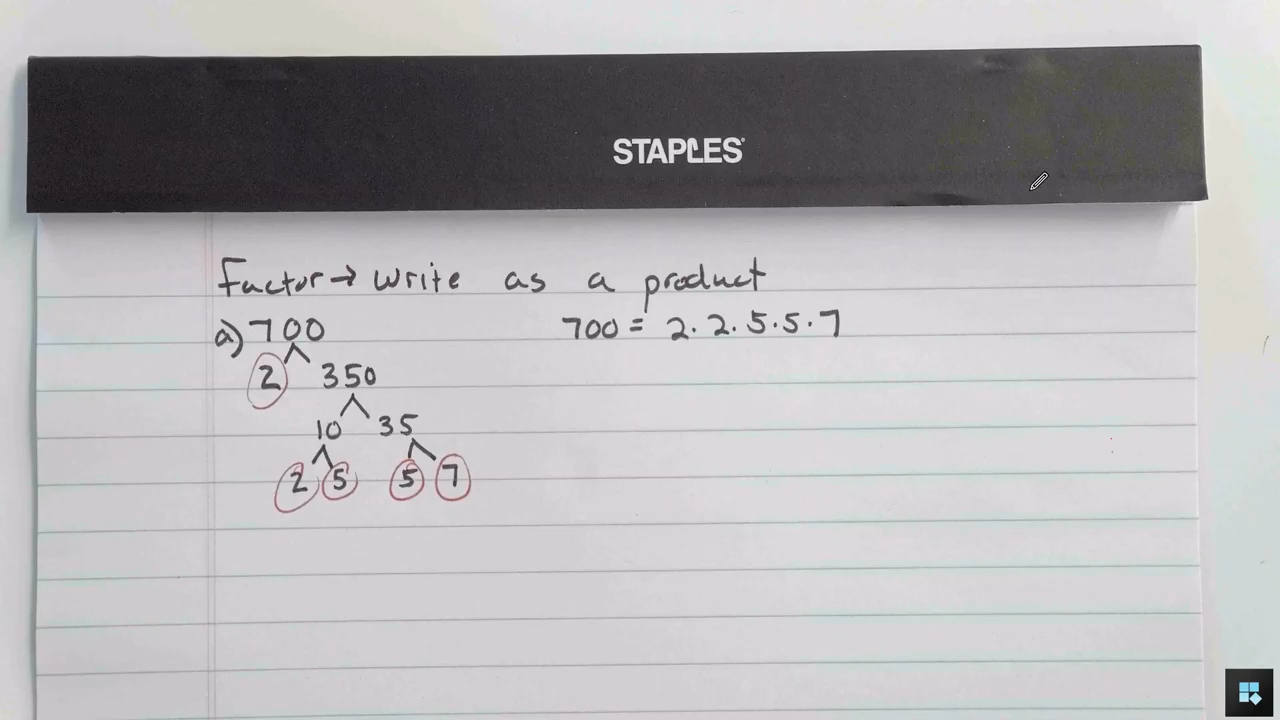 STAPLES
Factor → write as a product
a) 700
700 = 2·2·5·5·7
2 350
10 35
2 5 5 7